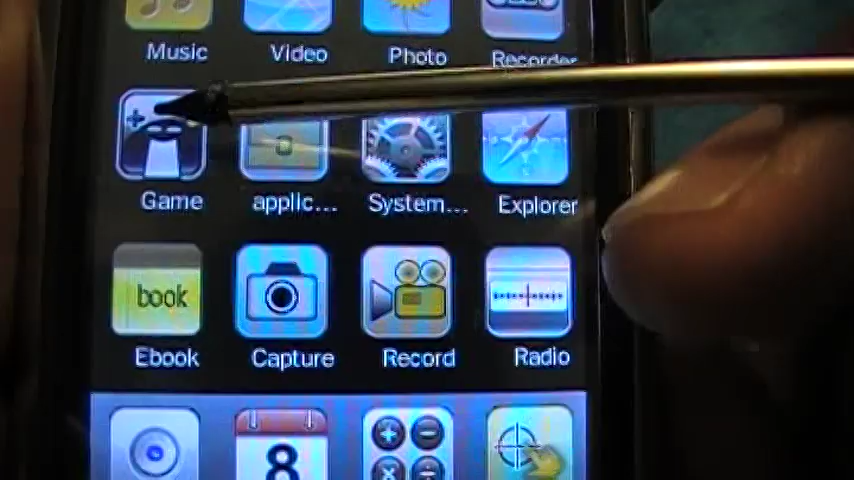 Music Video Photo Recorder
Game applic... System... Explorer
book
Ebook Capture Record Radio
8